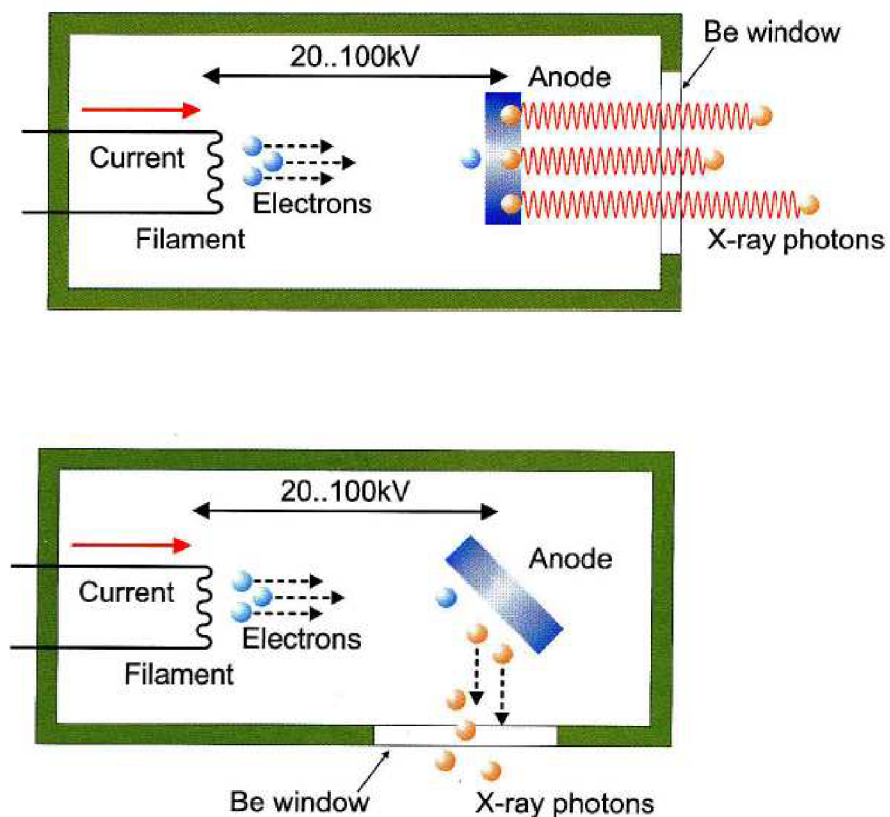 Be window
20..100kV
Anode
Current
Electrons
Filament
X-ray photons
20..100kV
Anode
Current
Electrons
Filament
Be window
X-ray photons